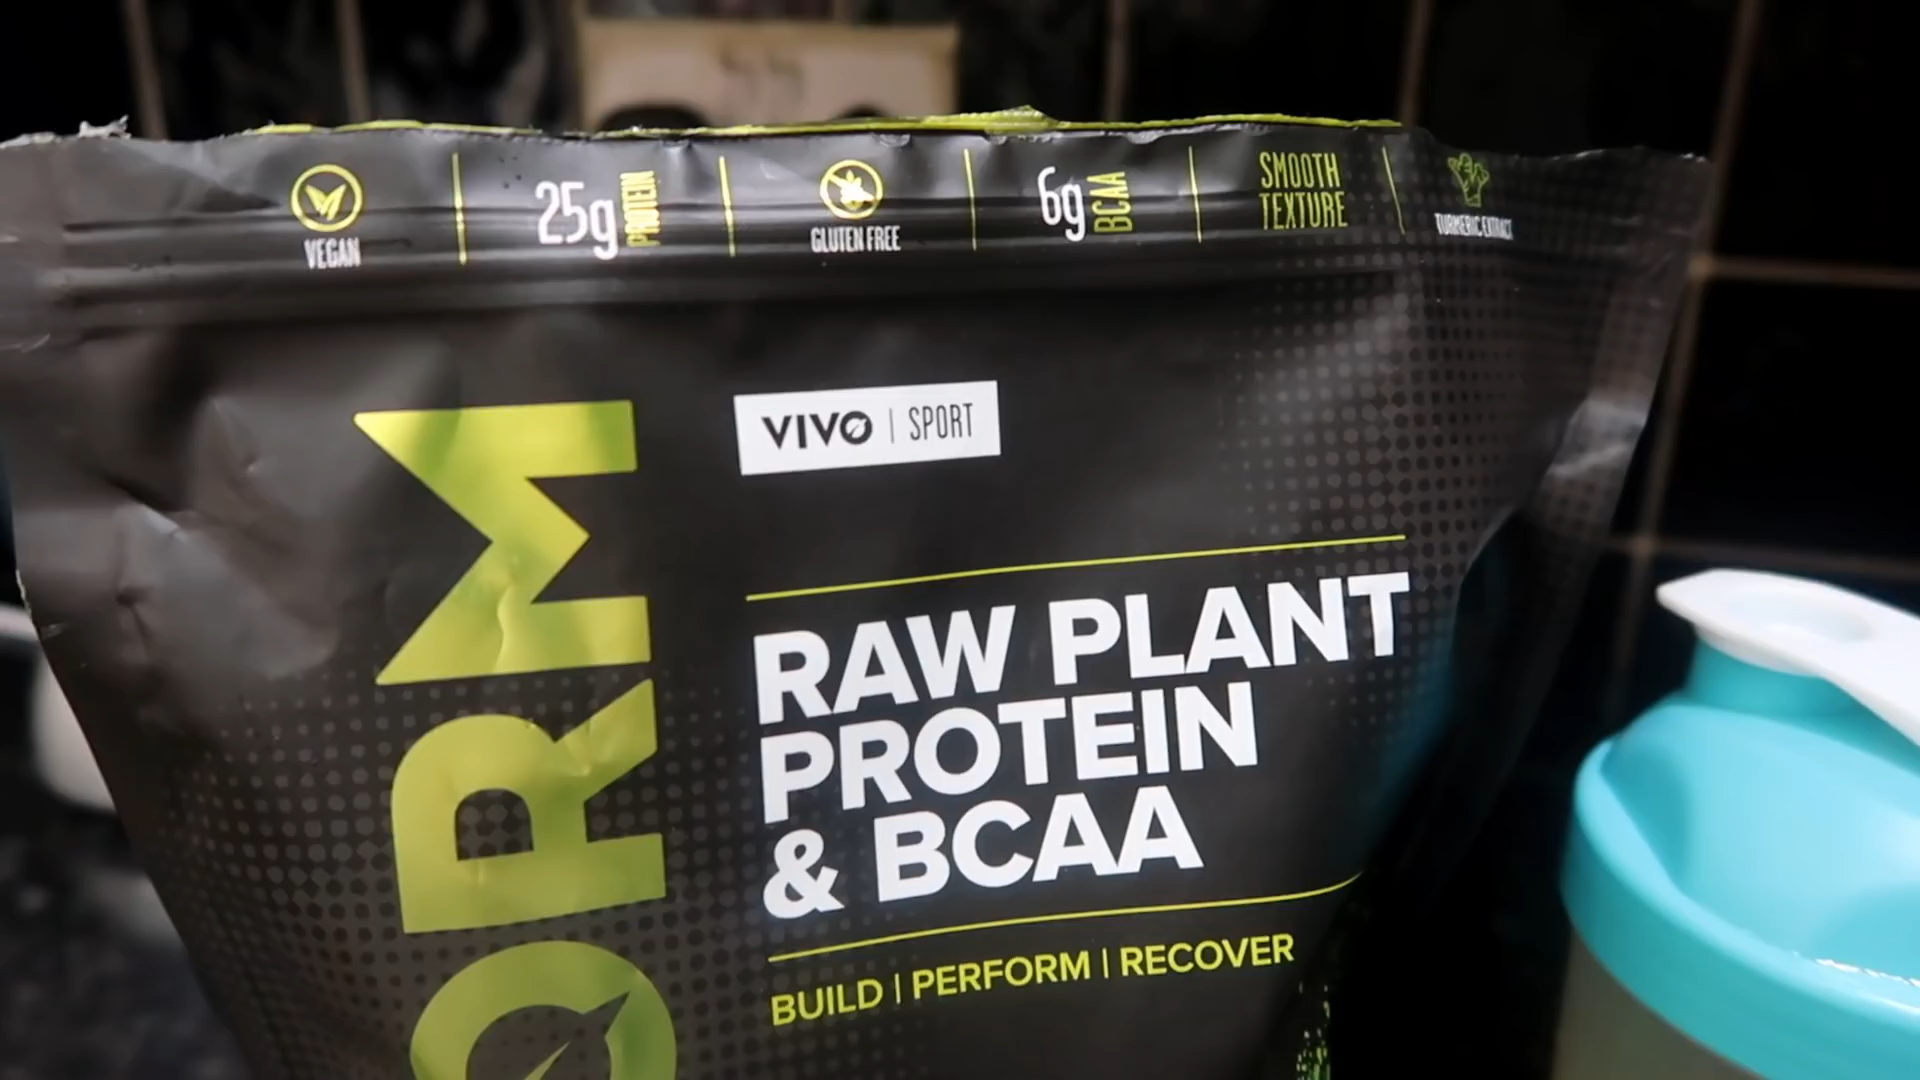 VEGAN
25g PROTEIN
GLUTEN FREE
6g BCAA
SMOOTH
TEXTURE
TURMERIC EXTRACT
VIVO | SPORT
ORM
RAW PLANT
PROTEIN
& BCAA
BUILD | PERFORM | RECOVER